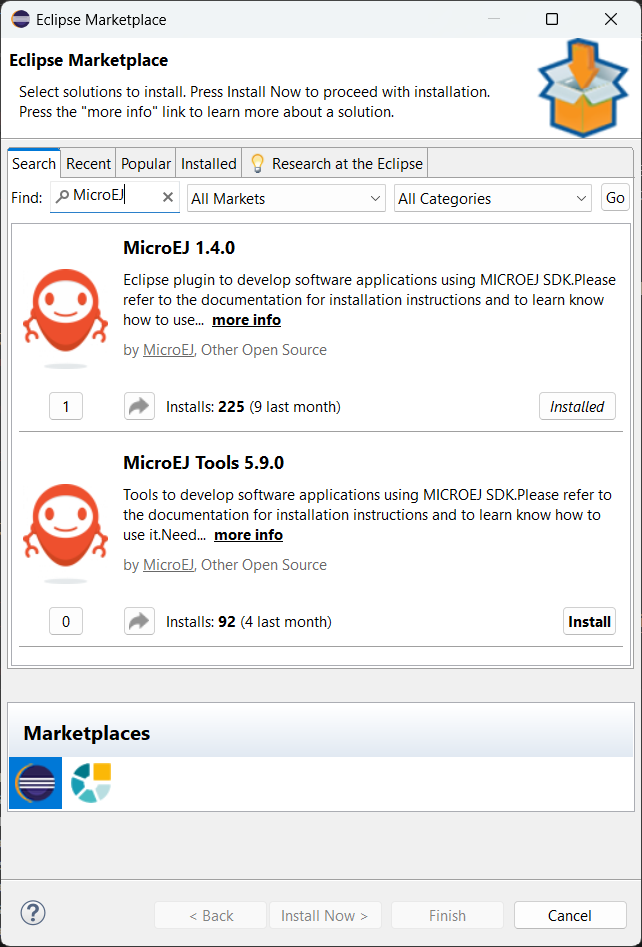 Eclipse Marketplace
Eclipse Marketplace
Select solutions to install. Press Install Now to proceed with installation.
Press the "more info" link to learn more about a solution.
Search Recent Popular Installed Research at the Eclipse
Find: MicroEJ All Markets All Categories Go
MicroEJ 1.4.0
Eclipse plugin to develop software applications using MICROEJ SDK.Please
refer to the documentation for installation instructions and to learn know
how to use... more info
by MicroEJ, Other Open Source
1 Installs: 225 (9 last month) Installed
MicroEJ Tools 5.9.0
Tools to develop software applications using MICROEJ SDK.Please refer to
the documentation for installation instructions and to learn know how to
use it.Need... more info
by MicroEJ, Other Open Source
0 Installs: 92 (4 last month) Install
Marketplaces
? < Back Install Now > Finish Cancel